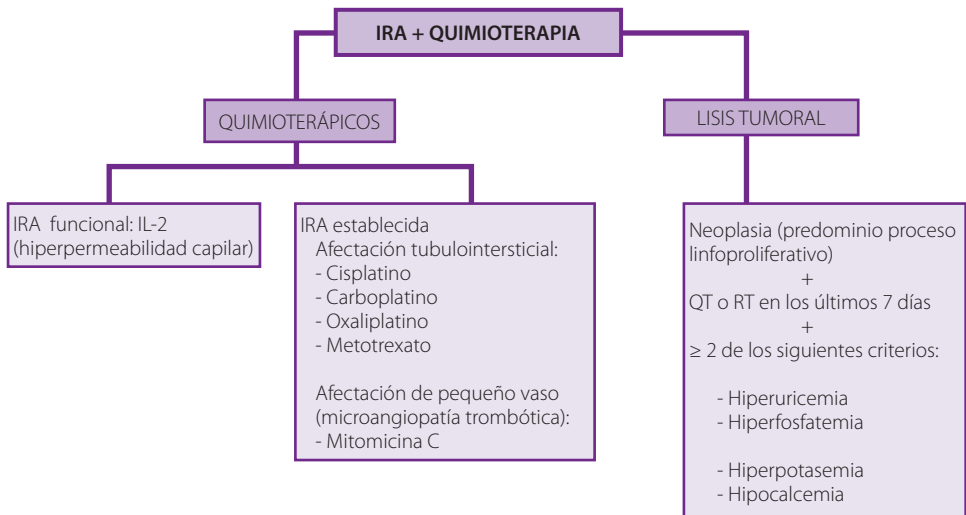 IRA + QUIMIOTERAPIA
QUIMIOTERÁPICOS
LISIS TUMORAL
IRA funcional: IL-2
(hiperpermeabilidad capilar)
IRA establecida
Afectación tubulointersticial:
- Cisplatino
- Carboplatino
- Oxaliplatino
- Metotrexato
Afectación de pequeño vaso
(microangiopatía trombótica):
- Mitomicina C
Neoplasia (predominio proceso
linfoproliferativo)
+
QT o RT en los últimos 7 días
+
≥ 2 de los siguientes criterios:
- Hiperuricemia
- Hiperfosfatemia
- Hiperpotasemia
- Hipocalcemia